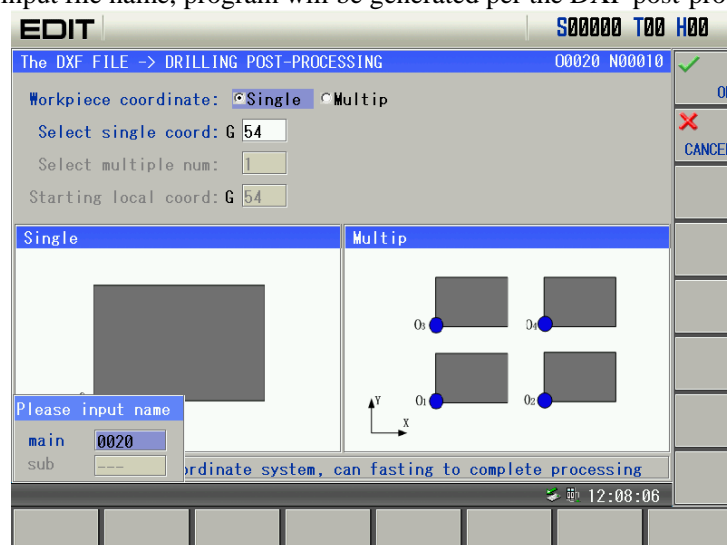 input file name, program will be generated per the DXF post-pro
EDIT S00000 T00 H00
The DXF FILE -> DRILLING POST-PROCESSING O0020 N00010
Workpiece coordinate: Single Multip
Select single coord: G 54
Select multiple num: 1
Starting local coord: G 54
CANCEL
Single Multip
O3 O4
O1 O2
Y
X
Please input name
main 0020
sub ---
rdinate system, can fasting to complete processing
12:08:06